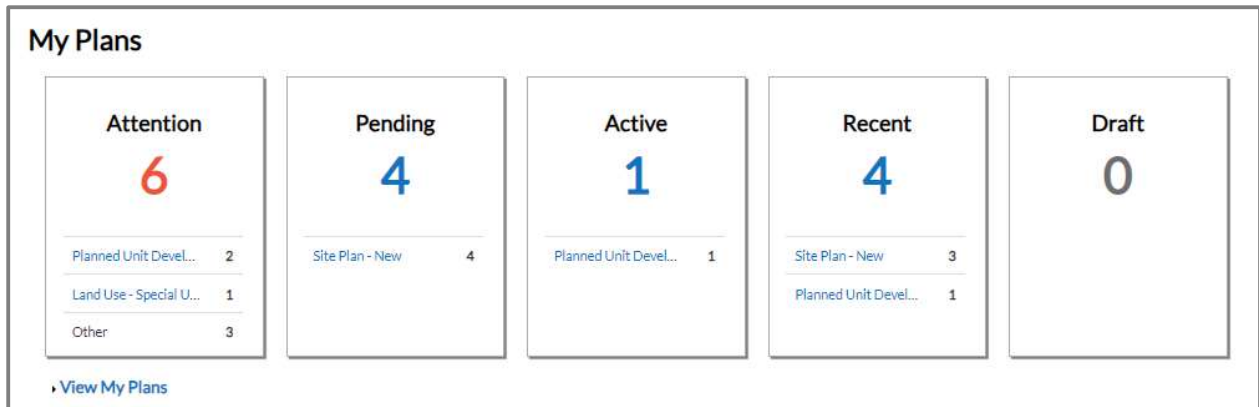 My Plans
Attention
6
Planned Unit Devel... 2
Land Use - Special U... 1
Other 3
Pending
4
Site Plan - New 4
Active
1
Planned Unit Devel... 1
Recent
4
Site Plan - New 3
Planned Unit Devel... 1
Draft
0
View My Plans